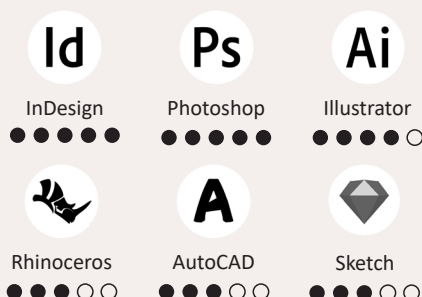 Id Ps Ai
InDesign Photoshop Illustrator
A
Rhinoceros AutoCAD Sketch